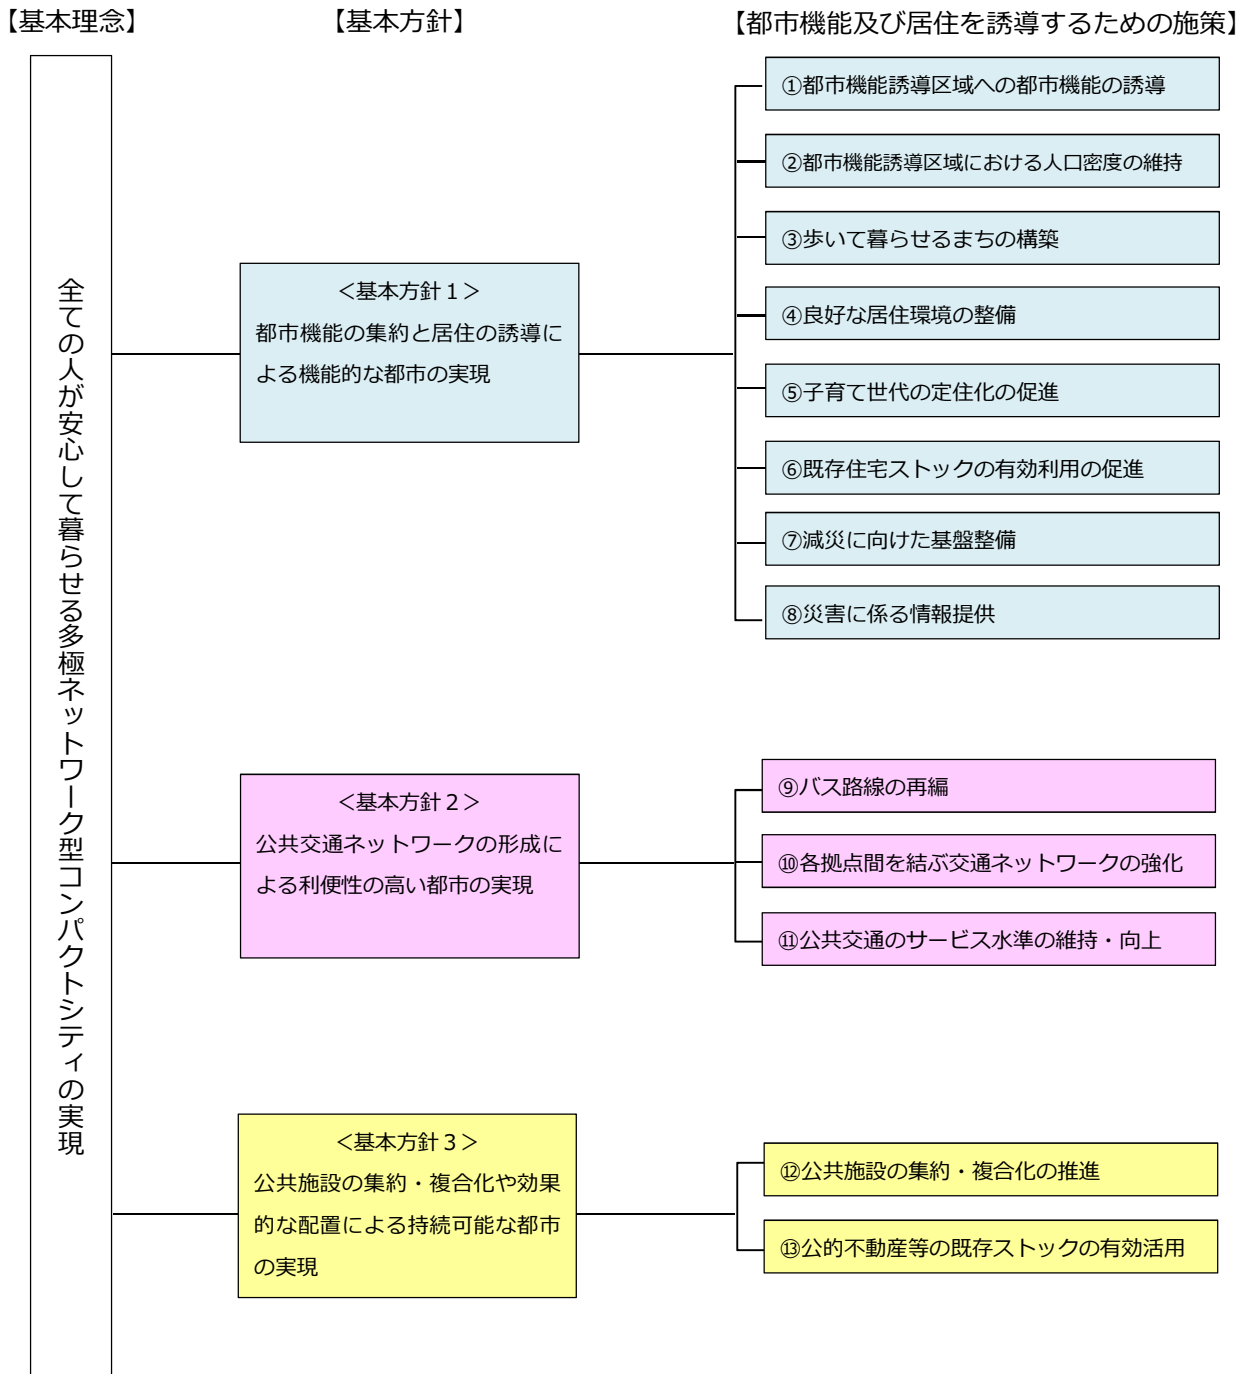 【基本理念】
【基本方針】
【都市機能及び居住を誘導するための施策】
全ての人が安心して暮らせる多極ネットワーク型コンパクトシティの実現
＜基本方針１＞
都市機能の集約と居住の誘導に
よる機能的な都市の実現
①都市機能誘導区域への都市機能の誘導
②都市機能誘導区域における人口密度の維持
③歩いて暮らせるまちの構築
④良好な居住環境の整備
⑤子育て世代の定住化の促進
⑥既存住宅ストックの有効利用の促進
⑦減災に向けた基盤整備
⑧災害に係る情報提供
＜基本方針２＞
公共交通ネットワークの形成に
よる利便性の高い都市の実現
⑨バス路線の再編
⑩各拠点間を結ぶ交通ネットワークの強化
⑪公共交通のサービス水準の維持・向上
＜基本方針３＞
公共施設の集約・複合化や効果
的な配置による持続可能な都市
の実現
⑫公共施設の集約・複合化の推進
⑬公的不動産等の既存ストックの有効活用